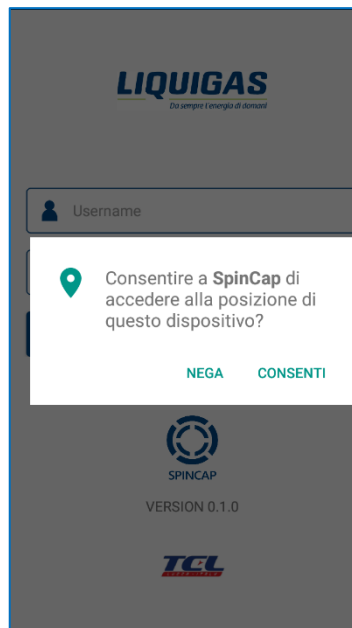 LIQUIGAS
Da sempre l'energia di domani
Username
Consentire a SpinCap di
accedere alla posizione di
questo dispositivo?
NEGA CONSENTI
SPINCAP
VERSION 0.1.0
TCL